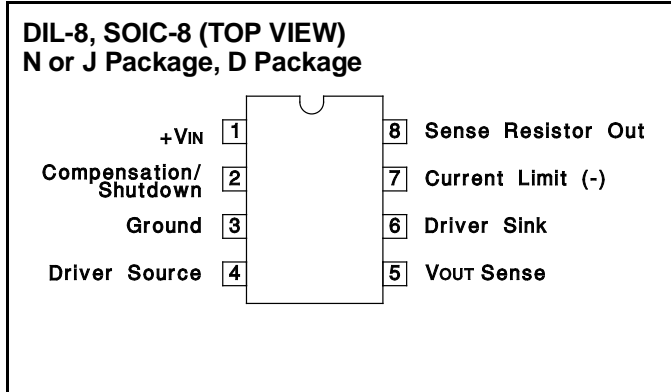 DIL-8, SOIC-8 (TOP VIEW)
N or J Package, D Package
+VIN 1
8 Sense Resistor Out
Compensation/
Shutdown 2
7 Current Limit (-)
Ground 3
6 Driver Sink
Driver Source 4
5 VOUT Sense